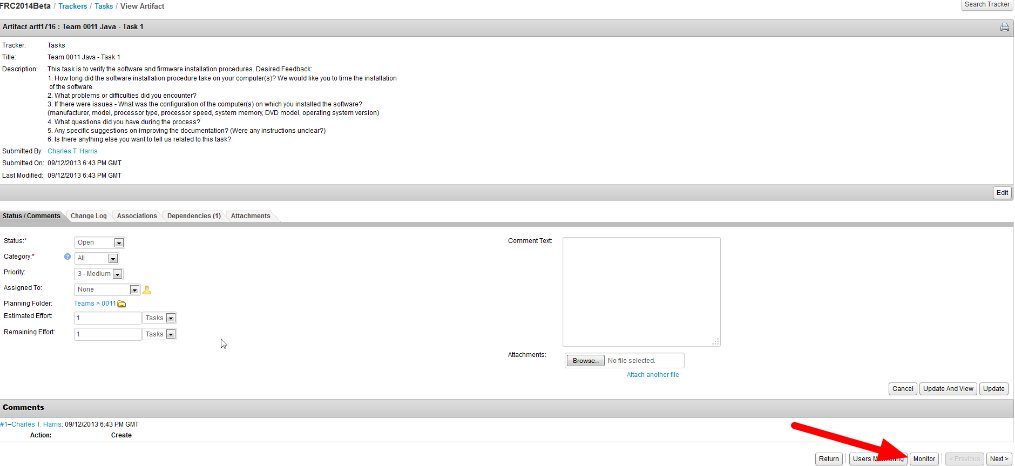 FRC2014Beta / Trackers / Tasks / View Artifact
Search Tracker
Artifact artf1716 : Team 0011 Java - Task 1
Tracker: Tasks
Title: Team 0011 Java - Task 1
Description: This task is to verify the software and firmware installation procedures. Desired Feedback:
1. How long did the software installation procedure take on your computer(s)? We would like you to time the installation
of the software.
2. What problems or difficulties did you encounter?
3. If there were issues - What was the configuration of the computer(s) on which you installed the software?
(manufacturer, model, processor type, processor speed, system memory, DVD model, operating system version)
4. What questions did you have during the process?
5. Any specific suggestions on improving the documentation? (Were any instructions unclear?)
6. Is there anything else you want to tell us related to this task?
Submitted By: Charles T. Harris
Submitted On: 09/12/2013 6:43 PM GMT
Last Modified: 09/12/2013 6:43 PM GMT
Edit
Status / Comments Change Log Associations Dependencies (1) Attachments
Status:* Open
Category:* All
Priority: 3 - Medium
Assigned To: None
Planning Folder: Teams > 0011
Estimated Effort: 1 Tasks
Remaining Effort: 1 Tasks
Comment Text:
Attachments: Browse... No file selected.
Attach another file
Cancel Update And View Update
Comments
#1–Charles T. Harris: 09/12/2013 6:43 PM GMT
Action: Create
Return Users Monitor < Previous Next >